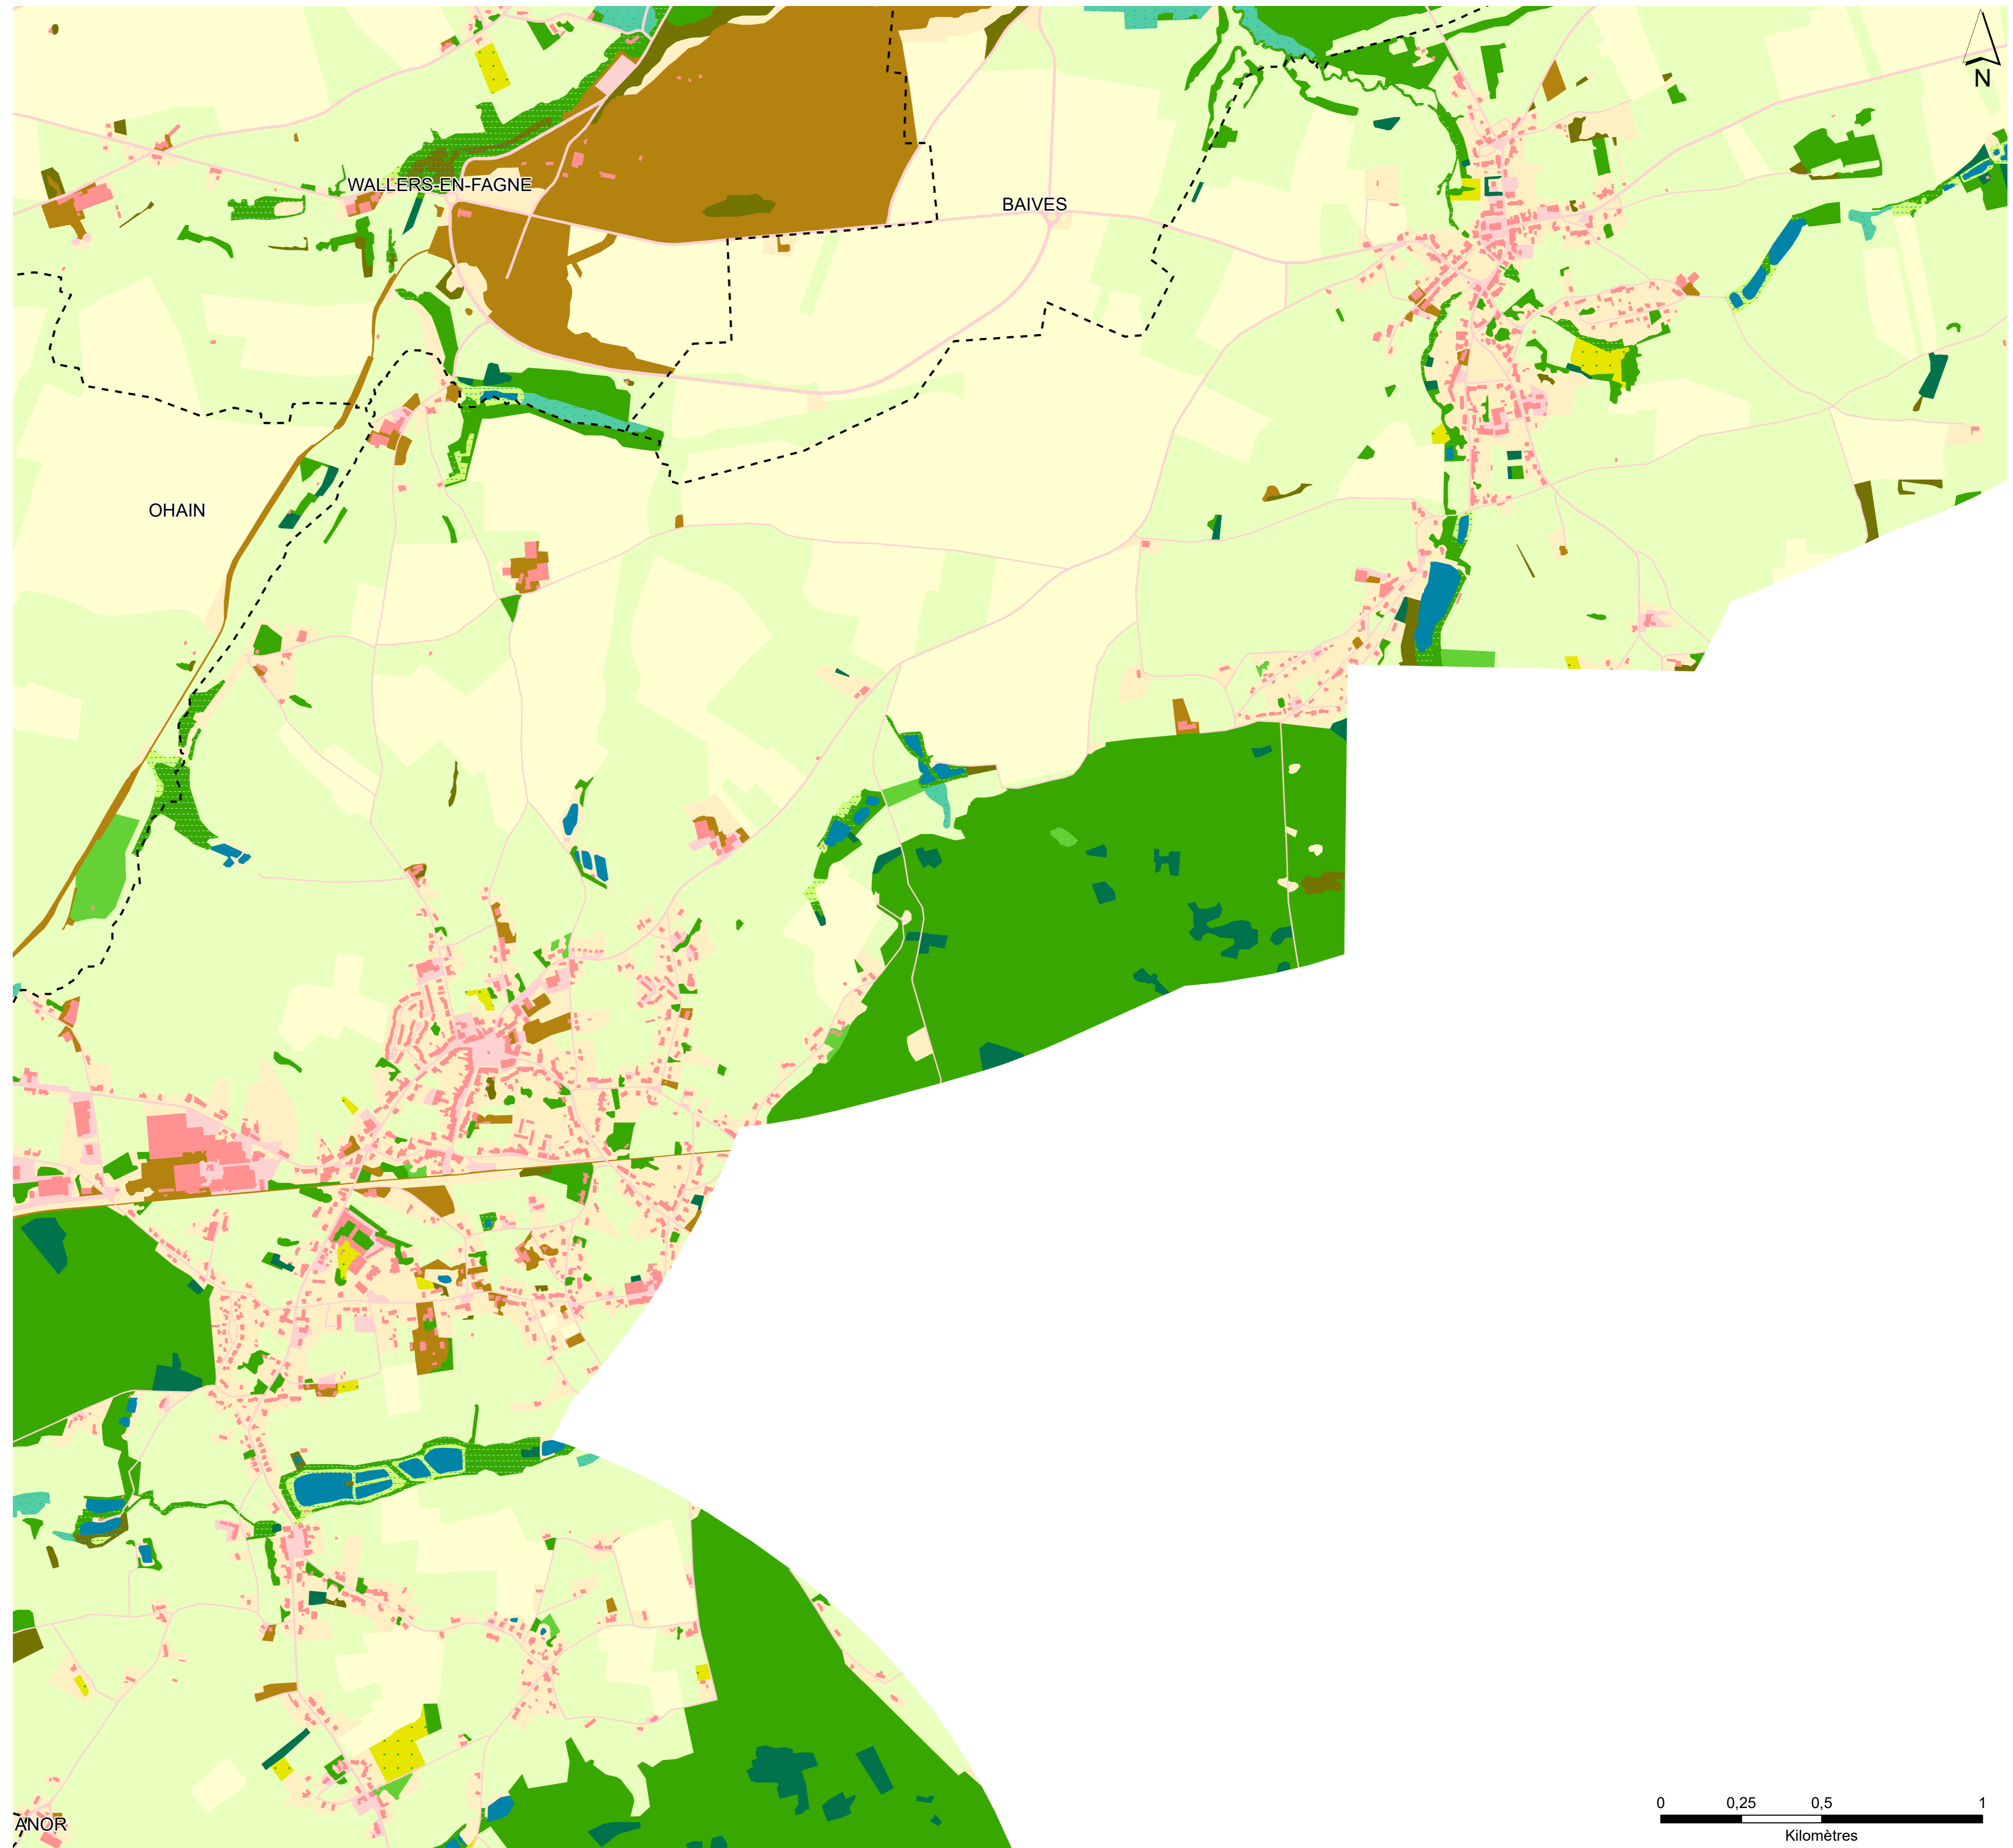 N
WALLERS-EN-FAGNE
BAIVES
OHAIN
ANOR
0 0,25 0,5 1
Kilomètres